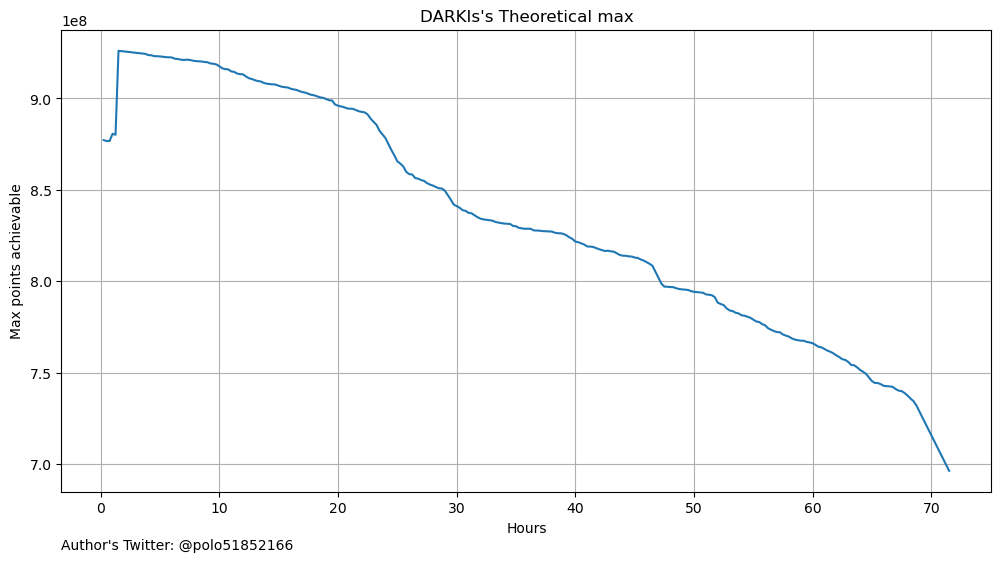 DARKIs's Theoretical max
1e8
9.0
8.5
8.0
7.5
7.0
Max points achievable
0 10 20 30 40 50 60 70
Hours
Author's Twitter: @polo51852166